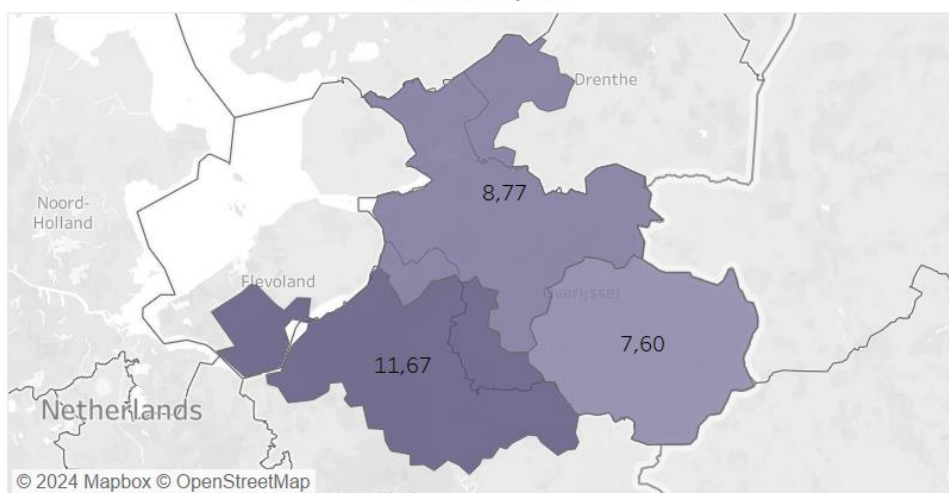 Drenthe
Noord-
Holland
8,77
Flevoland
Overijssel
7,60
11,67
Netherlands
© 2024 Mapbox © OpenStreetMap